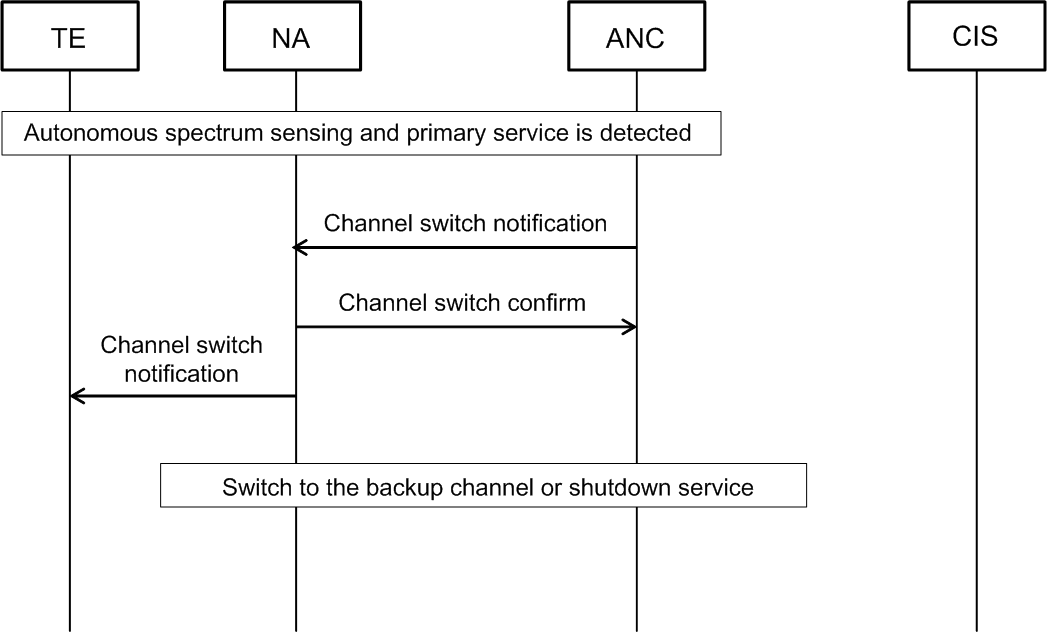 TE
NA
ANC
CIS
Autonomous spectrum sensing and primary service is detected
Channel switch notification
Channel switch confirm
Channel switch
notification
Switch to the backup channel or shutdown service